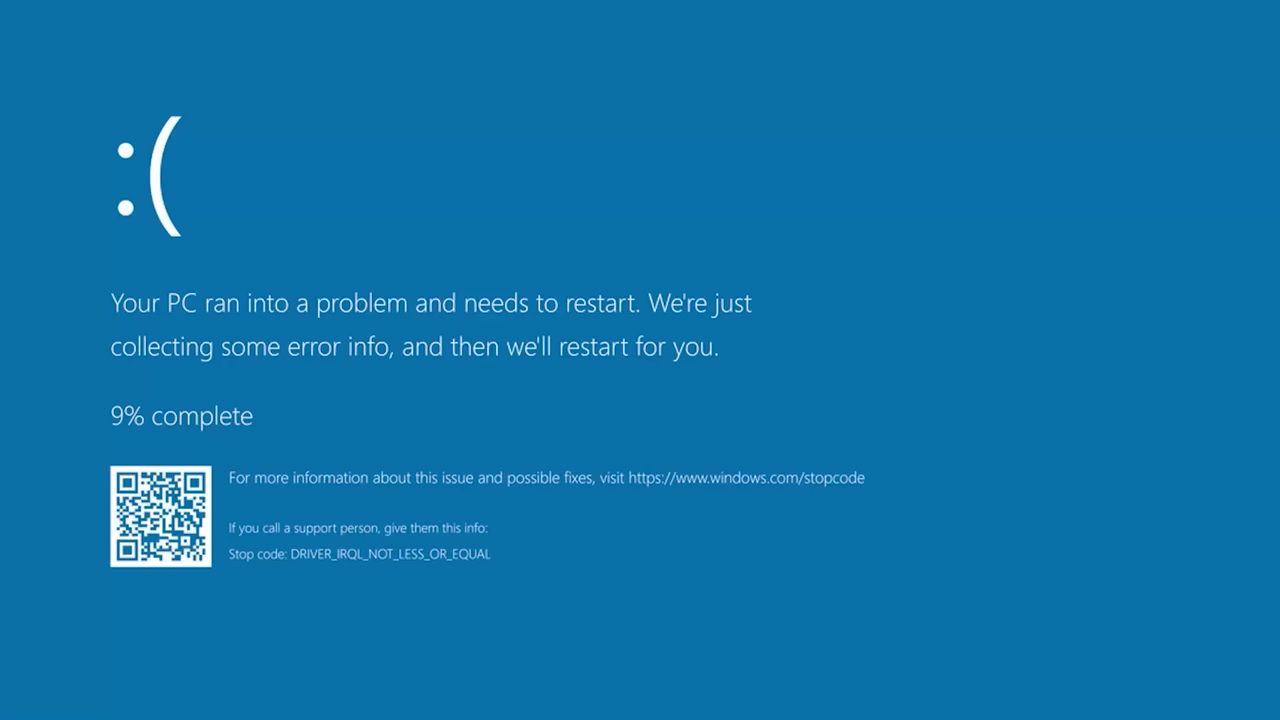 :(
Your PC ran into a problem and needs to restart. We're just
collecting some error info, and then we'll restart for you.
9% complete
For more information about this issue and possible fixes, visit https://www.windows.com/stopcode
If you call a support person, give them this info:
Stop code: DRIVER_IRQL_NOT_LESS_OR_EQUAL